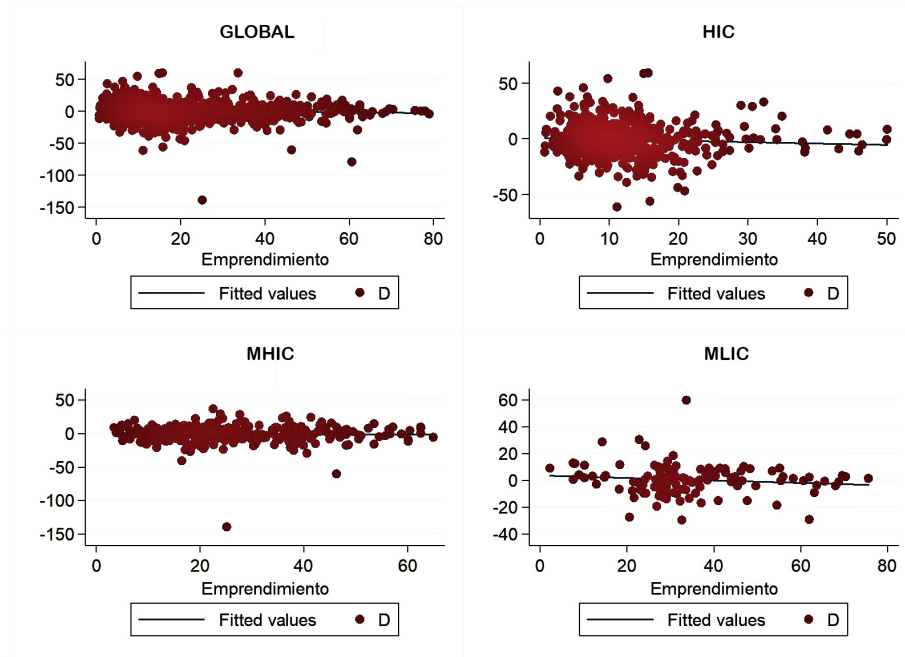 GLOBAL
50
0
-50
-100
-150
0 20 40 60 80
Emprendimiento
Fitted values D
HIC
50
0
-50
0 10 20 30 40 50
Emprendimiento
Fitted values D
MHIC
50
0
-50
-100
-150
0 20 40 60
Emprendimiento
Fitted values D
MLIC
60
40
20
0
-20
-40
0 20 40 60 80
Emprendimiento
Fitted values D